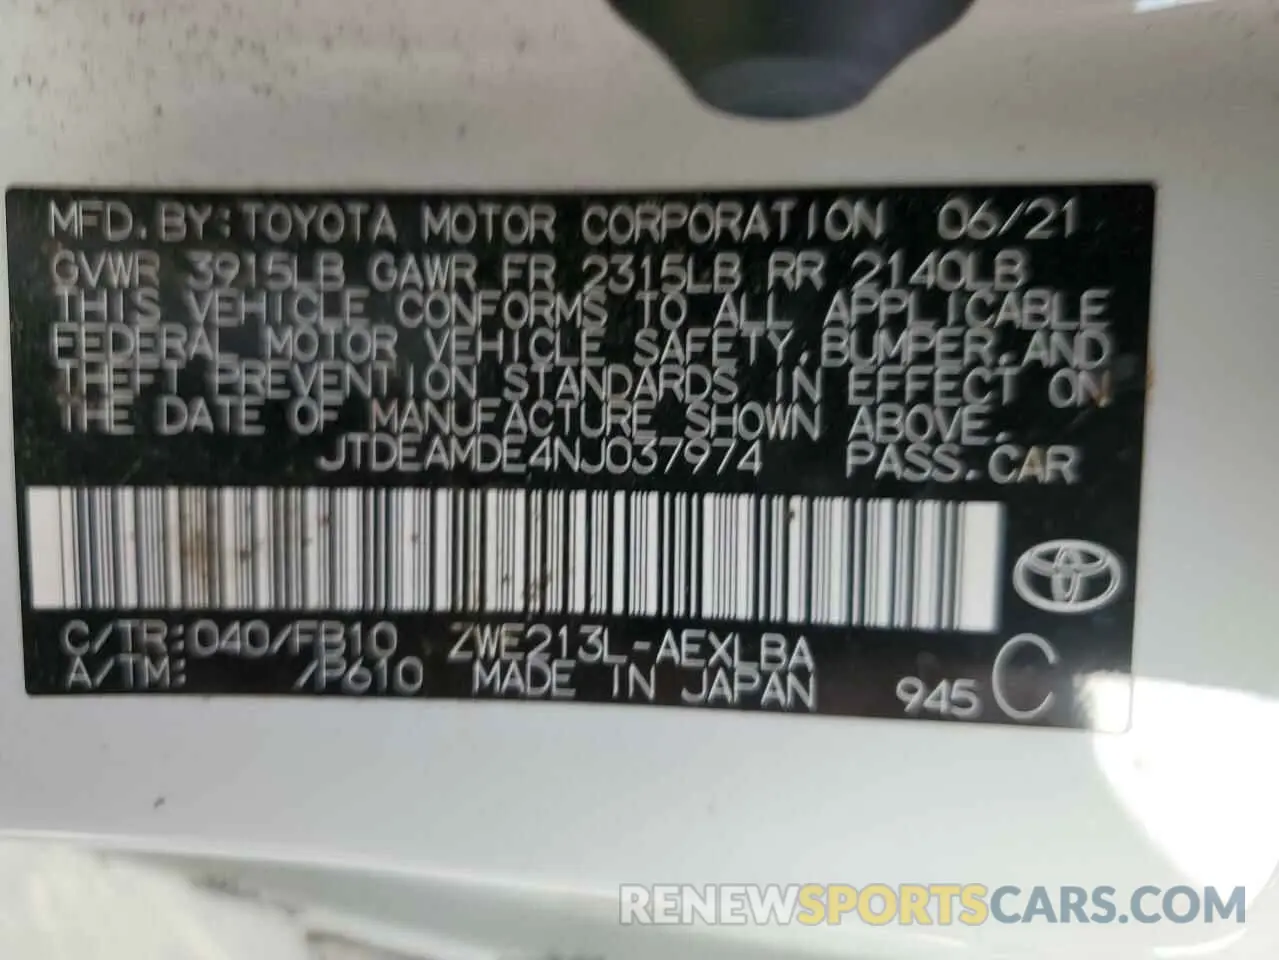 MFD.BY:TOYOTA MOTOR CORPORATION 06/21
GVWR 3915LB GAWR FR 2315LB RR 2140LB
THIS VEHICLE CONFORMS TO ALL APPLICABLE
FEDERAL MOTOR VEHICLE SAFETY,BUMPER,AND
THEFT PREVENTION STANDARDS IN EFFECT ON
THE DATE OF MANUFACTURE SHOWN ABOVE.
JTDEAMDE4NJ037974 PASS.CAR
C/TR:040/FB10 ZWE213L-AEXLBA
A/TM: /P610 MADE IN JAPAN 945 C
RENEWSPORTSCARS.COM